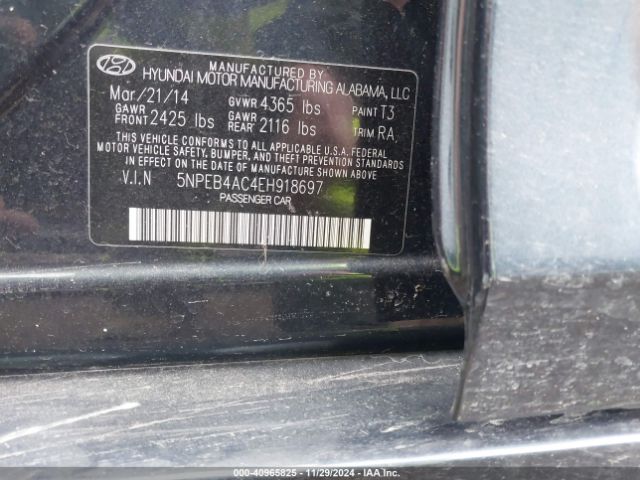 MANUFACTURED BY
HYUNDAI MOTOR MANUFACTURING ALABAMA, LLC
Mar/21/14 GVWR 4365 lbs PAINT T3
GAWR FRONT 2425 lbs GAWR REAR 2116 lbs TRIM RA
THIS VEHICLE CONFORMS TO ALL APPLICABLE U.S.A. FEDERAL
MOTOR VEHICLE SAFETY, BUMPER, AND THEFT PREVENTION STANDARDS
IN EFFECT ON THE DATE OF MANUFACTURE SHOWN ABOVE.
V.I.N 5NPEB4AC4EH918697
PASSENGER CAR
000-40965825 - 11/29/2024 - IAA Inc.